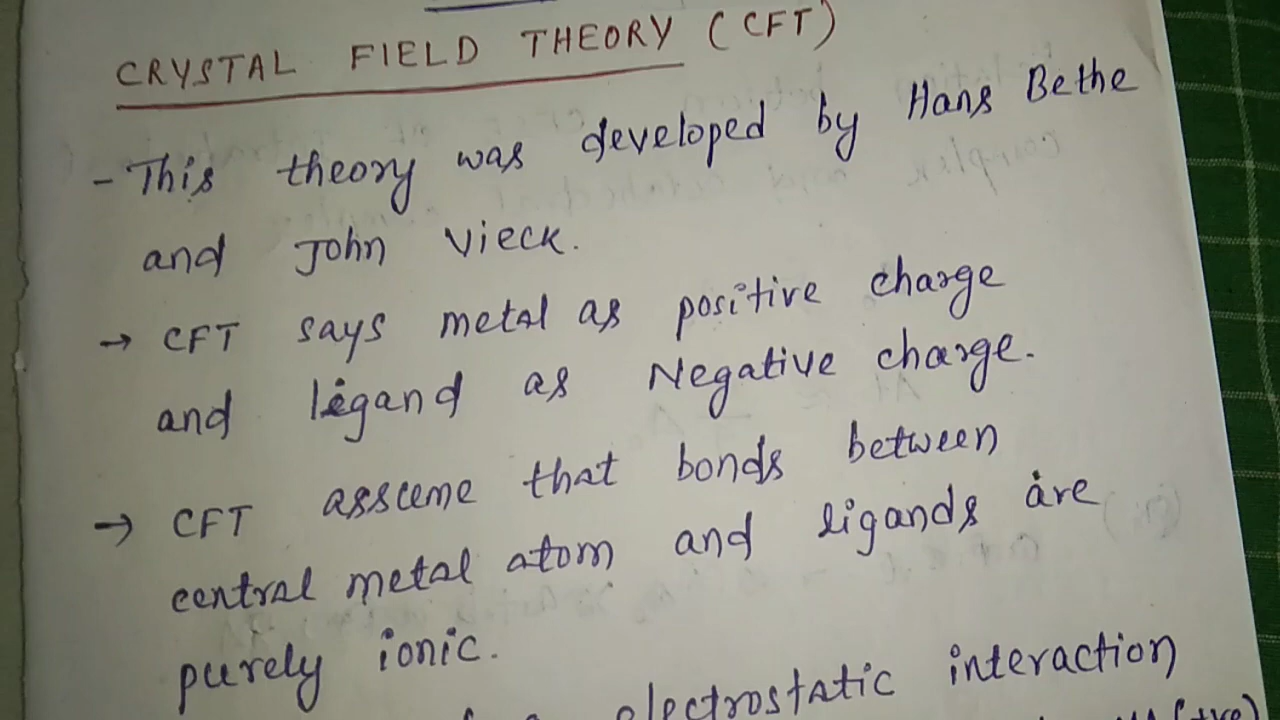 CRYSTAL FIELD THEORY (CFT)
- This theory was developed by Hans Bethe
and John Vieck.
→ CFT says metal as positive charge
and ligand as Negative charge.
→ CFT assume that bonds between
central metal atom and ligands are
purely ionic.
electrostatic interaction